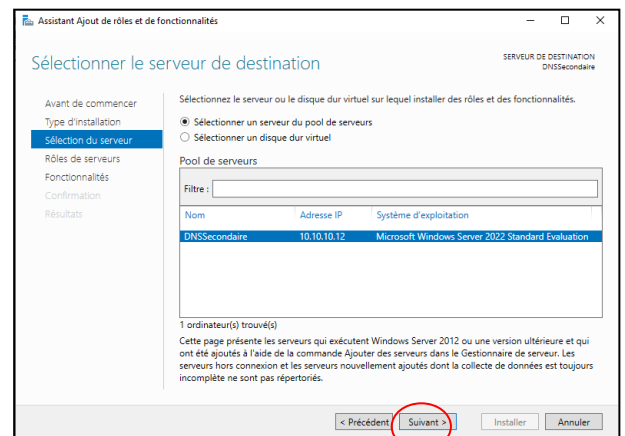 Assistant Ajout de rôles et de fonctionnalités
Sélectionner le serveur de destination
SERVEUR DE DESTINATION
DNSSecondaire
Avant de commencer
Type d'installation
Sélection du serveur
Rôles de serveurs
Fonctionnalités
Confirmation
Résultats
Sélectionnez le serveur ou le disque dur virtuel sur lequel installer des rôles et des fonctionnalités.
Sélectionner un serveur du pool de serveurs
Sélectionner un disque dur virtuel
Pool de serveurs
Filtre :
Nom Adresse IP Système d'exploitation
DNSSecondaire 10.10.10.12 Microsoft Windows Server 2022 Standard Evaluation
1 ordinateur(s) trouvé(s)
Cette page présente les serveurs qui exécutent Windows Server 2012 ou une version ultérieure et qui
ont été ajoutés à l'aide de la commande Ajouter des serveurs dans le Gestionnaire de serveur. Les
serveurs hors connexion et les serveurs nouvellement ajoutés dont la collecte de données est toujours
incomplète ne sont pas répertoriés.
< Précédent Suivant > Installer Annuler